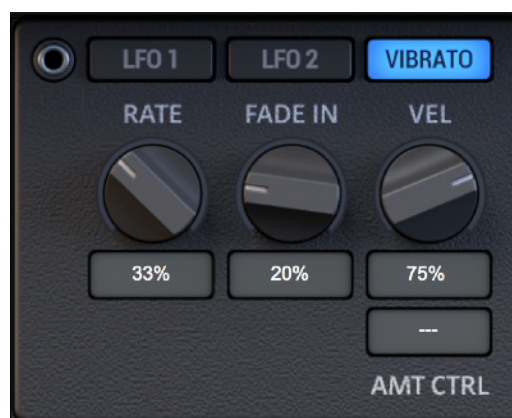 LFO 1 LFO 2 VIBRATO
RATE FADE IN VEL
33% 20% 75%
---
AMT CTRL